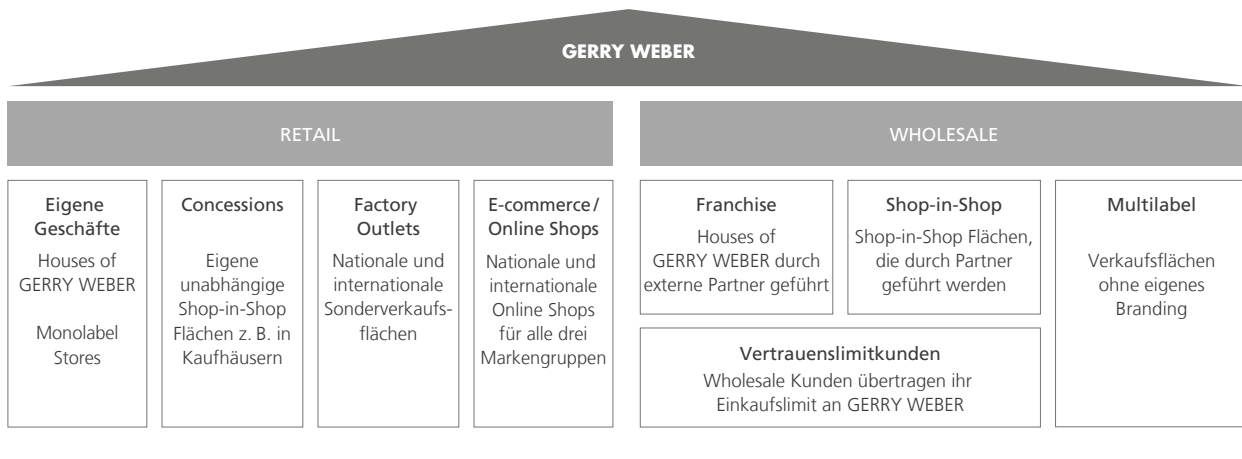 GERRY WEBER
RETAIL
WHOLESALE
Eigene
Geschäfte
Houses of
GERRY WEBER
Monolabel
Stores
Concessions
Eigene
unabhängige
Shop-in-Shop
Flächen z. B. in
Kaufhäusern
Factory
Outlets
Nationale und
internationale
Sonderverkaufs-
flächen
E-commerce/
Online Shops
Nationale und
internationale
Online Shops
für alle drei
Markengruppen
Franchise
Houses of
GERRY WEBER durch
externe Partner geführt
Shop-in-Shop
Shop-in-Shop Flächen,
die durch Partner
geführt werden
Vertrauenslimitkunden
Wholesale Kunden übertragen ihr
Einkaufslimit an GERRY WEBER
Multilabel
Verkaufsflächen
ohne eigenes
Branding